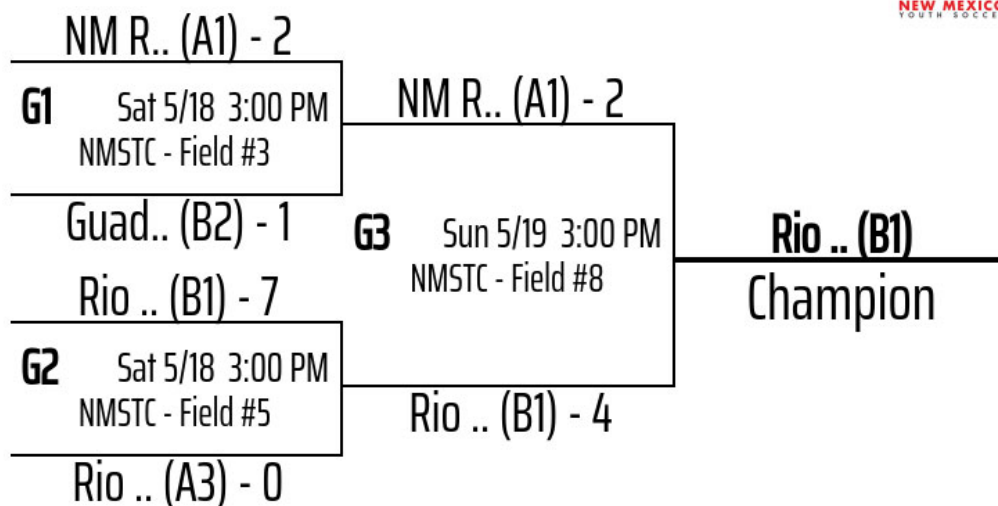 NEW MEXICO
YOUTH SOCCE
NM R.. (A1) - 2
G1 Sat 5/18 3:00 PM
NMSTC - Field #3
Guad.. (B2) - 1
Rio .. (B1) - 7
G2 Sat 5/18 3:00 PM
NMSTC - Field #5
Rio .. (A3) - 0
NM R.. (A1) - 2
G3 Sun 5/19 3:00 PM
NMSTC - Field #8
Rio .. (B1) - 4
Rio .. (B1)
Champion